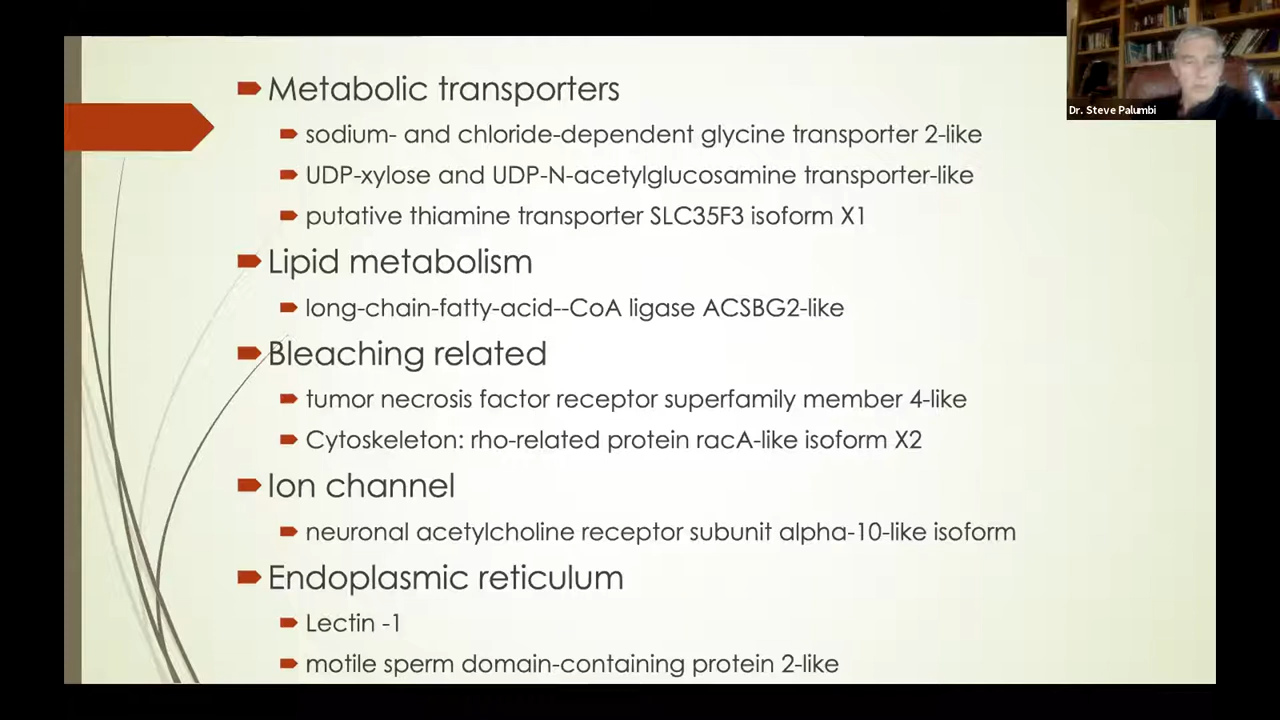 Metabolic transporters
sodium- and chloride-dependent glycine transporter 2-like
UDP-xylose and UDP-N-acetylglucosamine transporter-like
putative thiamine transporter SLC35F3 isoform X1
Lipid metabolism
long-chain-fatty-acid--CoA ligase ACSBG2-like
Bleaching related
tumor necrosis factor receptor superfamily member 4-like
Cytoskeleton: rho-related protein racA-like isoform X2
Ion channel
neuronal acetylcholine receptor subunit alpha-10-like isoform
Endoplasmic reticulum
Lectin -1
motile sperm domain-containing protein 2-like
Dr. Steve Palumbi